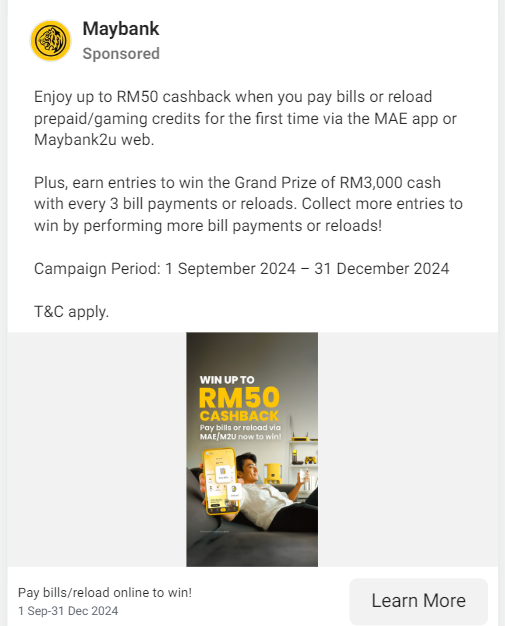 Maybank
Sponsored
Enjoy up to RM50 cashback when you pay bills or reload
prepaid/gaming credits for the first time via the MAE app or
Maybank2u web.
Plus, earn entries to win the Grand Prize of RM3,000 cash
with every 3 bill payments or reloads. Collect more entries to
win by performing more bill payments or reloads!
Campaign Period: 1 September 2024 – 31 December 2024
T&C apply.
WIN UP TO
RM50
CASHBACK
Pay bills or reload via
MAE/M2U now to win!
Pay bills/reload online to win!
1 Sep-31 Dec 2024
Learn More